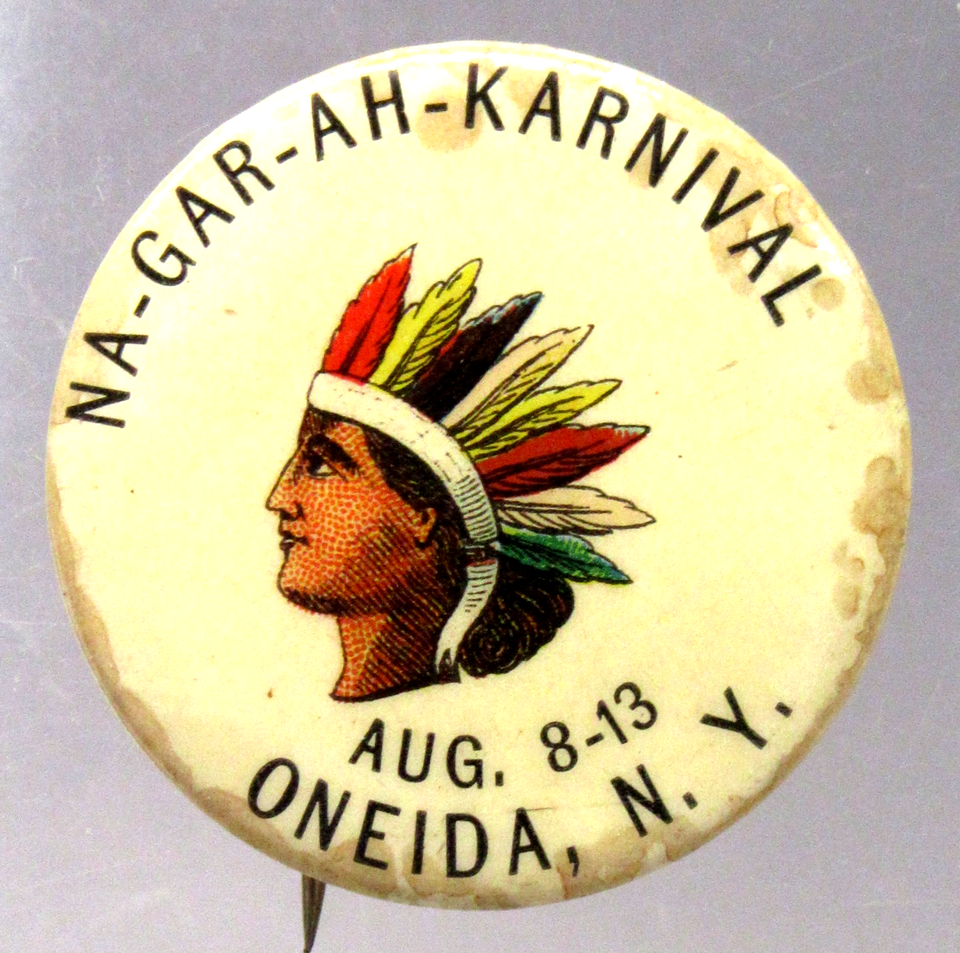 NA-GAR-AH-KARNIVAL
AUG. 8-13
ONEIDA, N. Y.